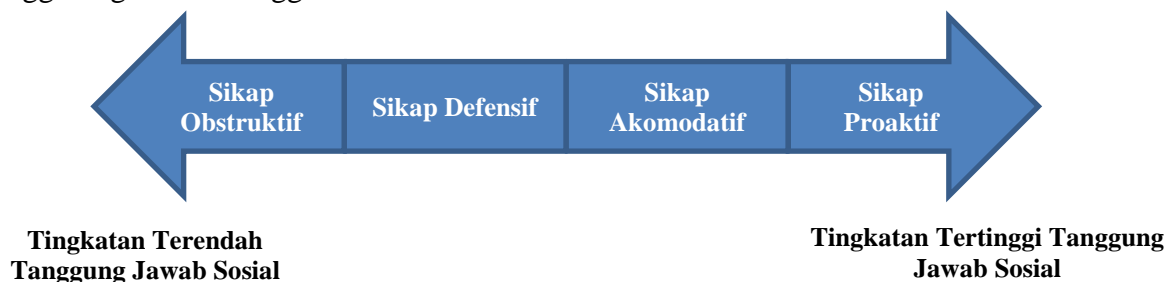 Sikap
Obstruktif
Sikap Defensif
Sikap
Akomodatif
Sikap
Proaktif
Tingkatan Terendah
Tanggung Jawab Sosial
Tingkatan Tertinggi Tanggung
Jawab Sosial